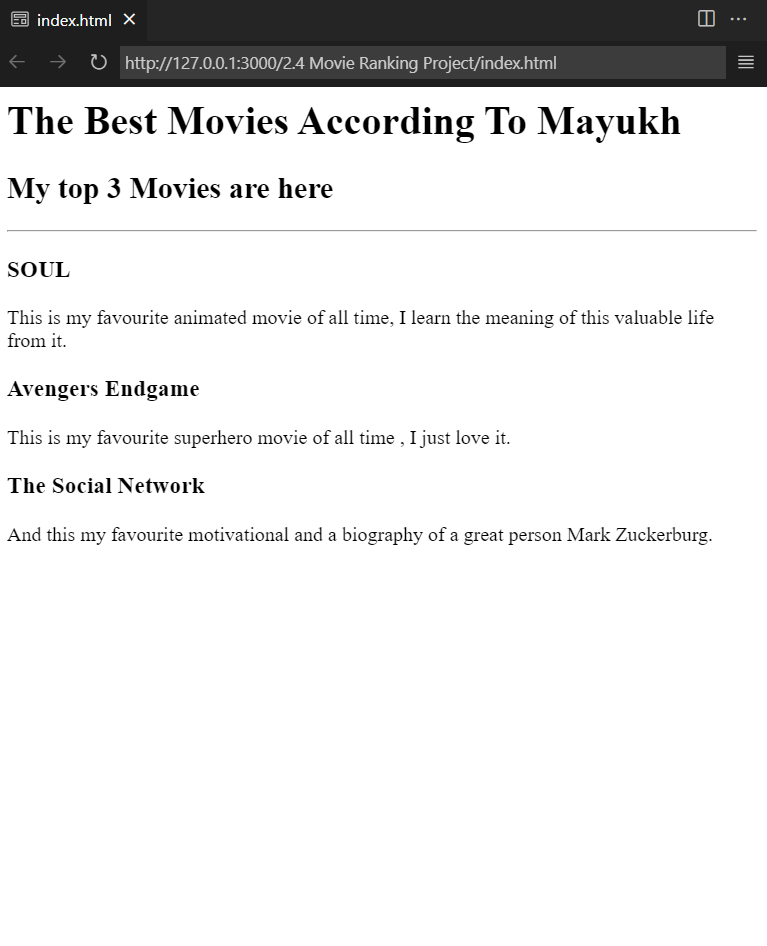 index.html
http://127.0.0.1:3000/2.4 Movie Ranking Project/index.html
The Best Movies According To Mayukh
My top 3 Movies are here
SOUL
This is my favourite animated movie of all time, I learn the meaning of this valuable life
from it.
Avengers Endgame
This is my favourite superhero movie of all time , I just love it.
The Social Network
And this my favourite motivational and a biography of a great person Mark Zuckerburg.